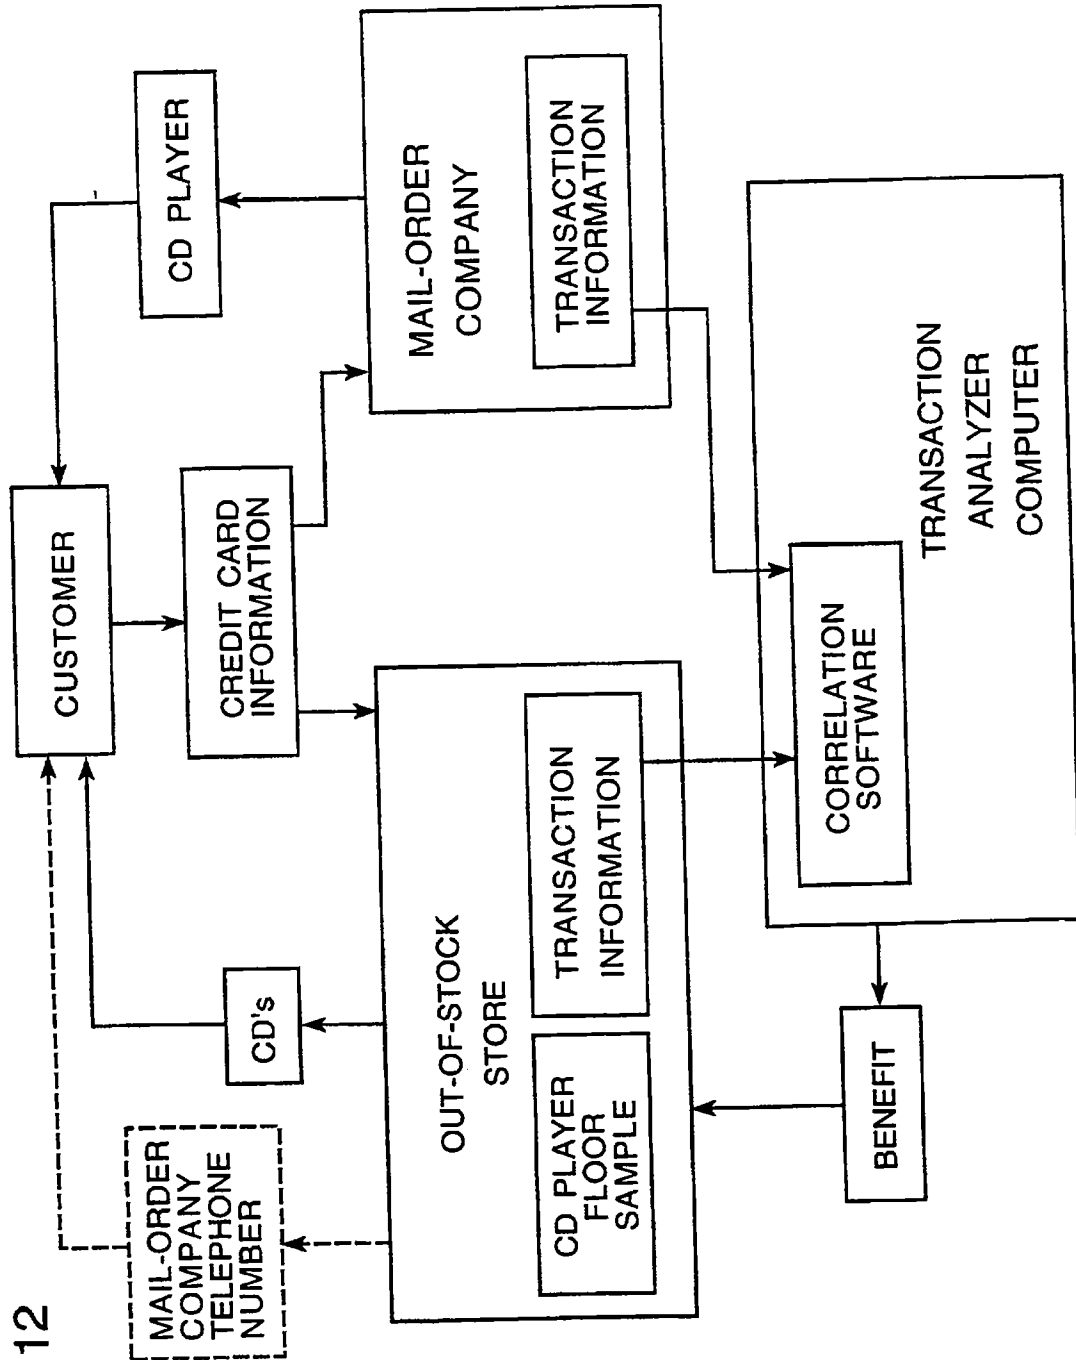 12
MAIL-ORDER
COMPANY
TELEPHONE
NUMBER
CD's
CUSTOMER
CREDIT CARD
INFORMATION
CD PLAYER
OUT-OF-STOCK
STORE
CD PLAYER
FLOOR
SAMPLE
TRANSACTION
INFORMATION
MAIL-ORDER
COMPANY
TRANSACTION
INFORMATION
BENEFIT
CORRELATION
SOFTWARE
TRANSACTION
ANALYZER
COMPUTER